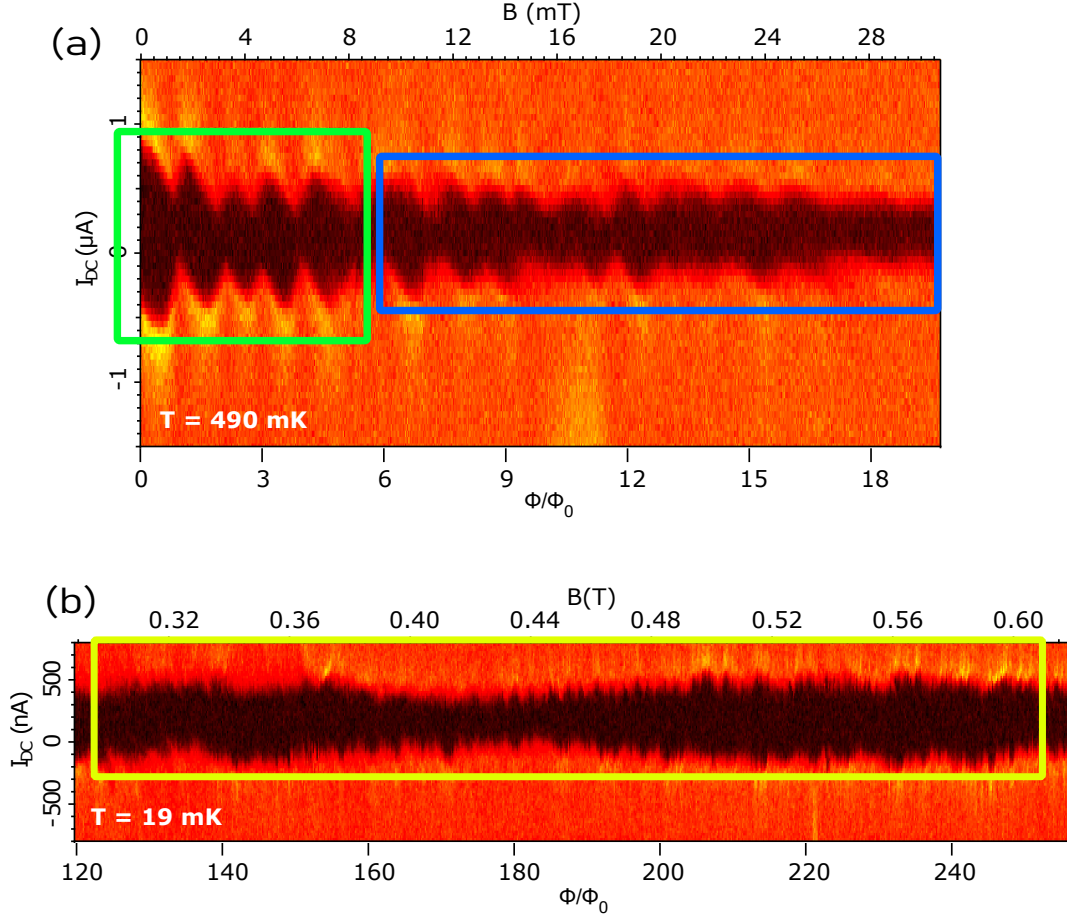 B (mT)
(a)
0 4 8 12 16 20 24 28
1
0
-1
I_DC (µA)
T = 490 mK
0 3 6 9 12 15 18
Φ/Φ₀
(b)
B(T)
0.32 0.36 0.40 0.44 0.48 0.52 0.56 0.60
500
0
-500
I_DC (nA)
T = 19 mK
120 140 160 180 200 220 240
Φ/Φ₀